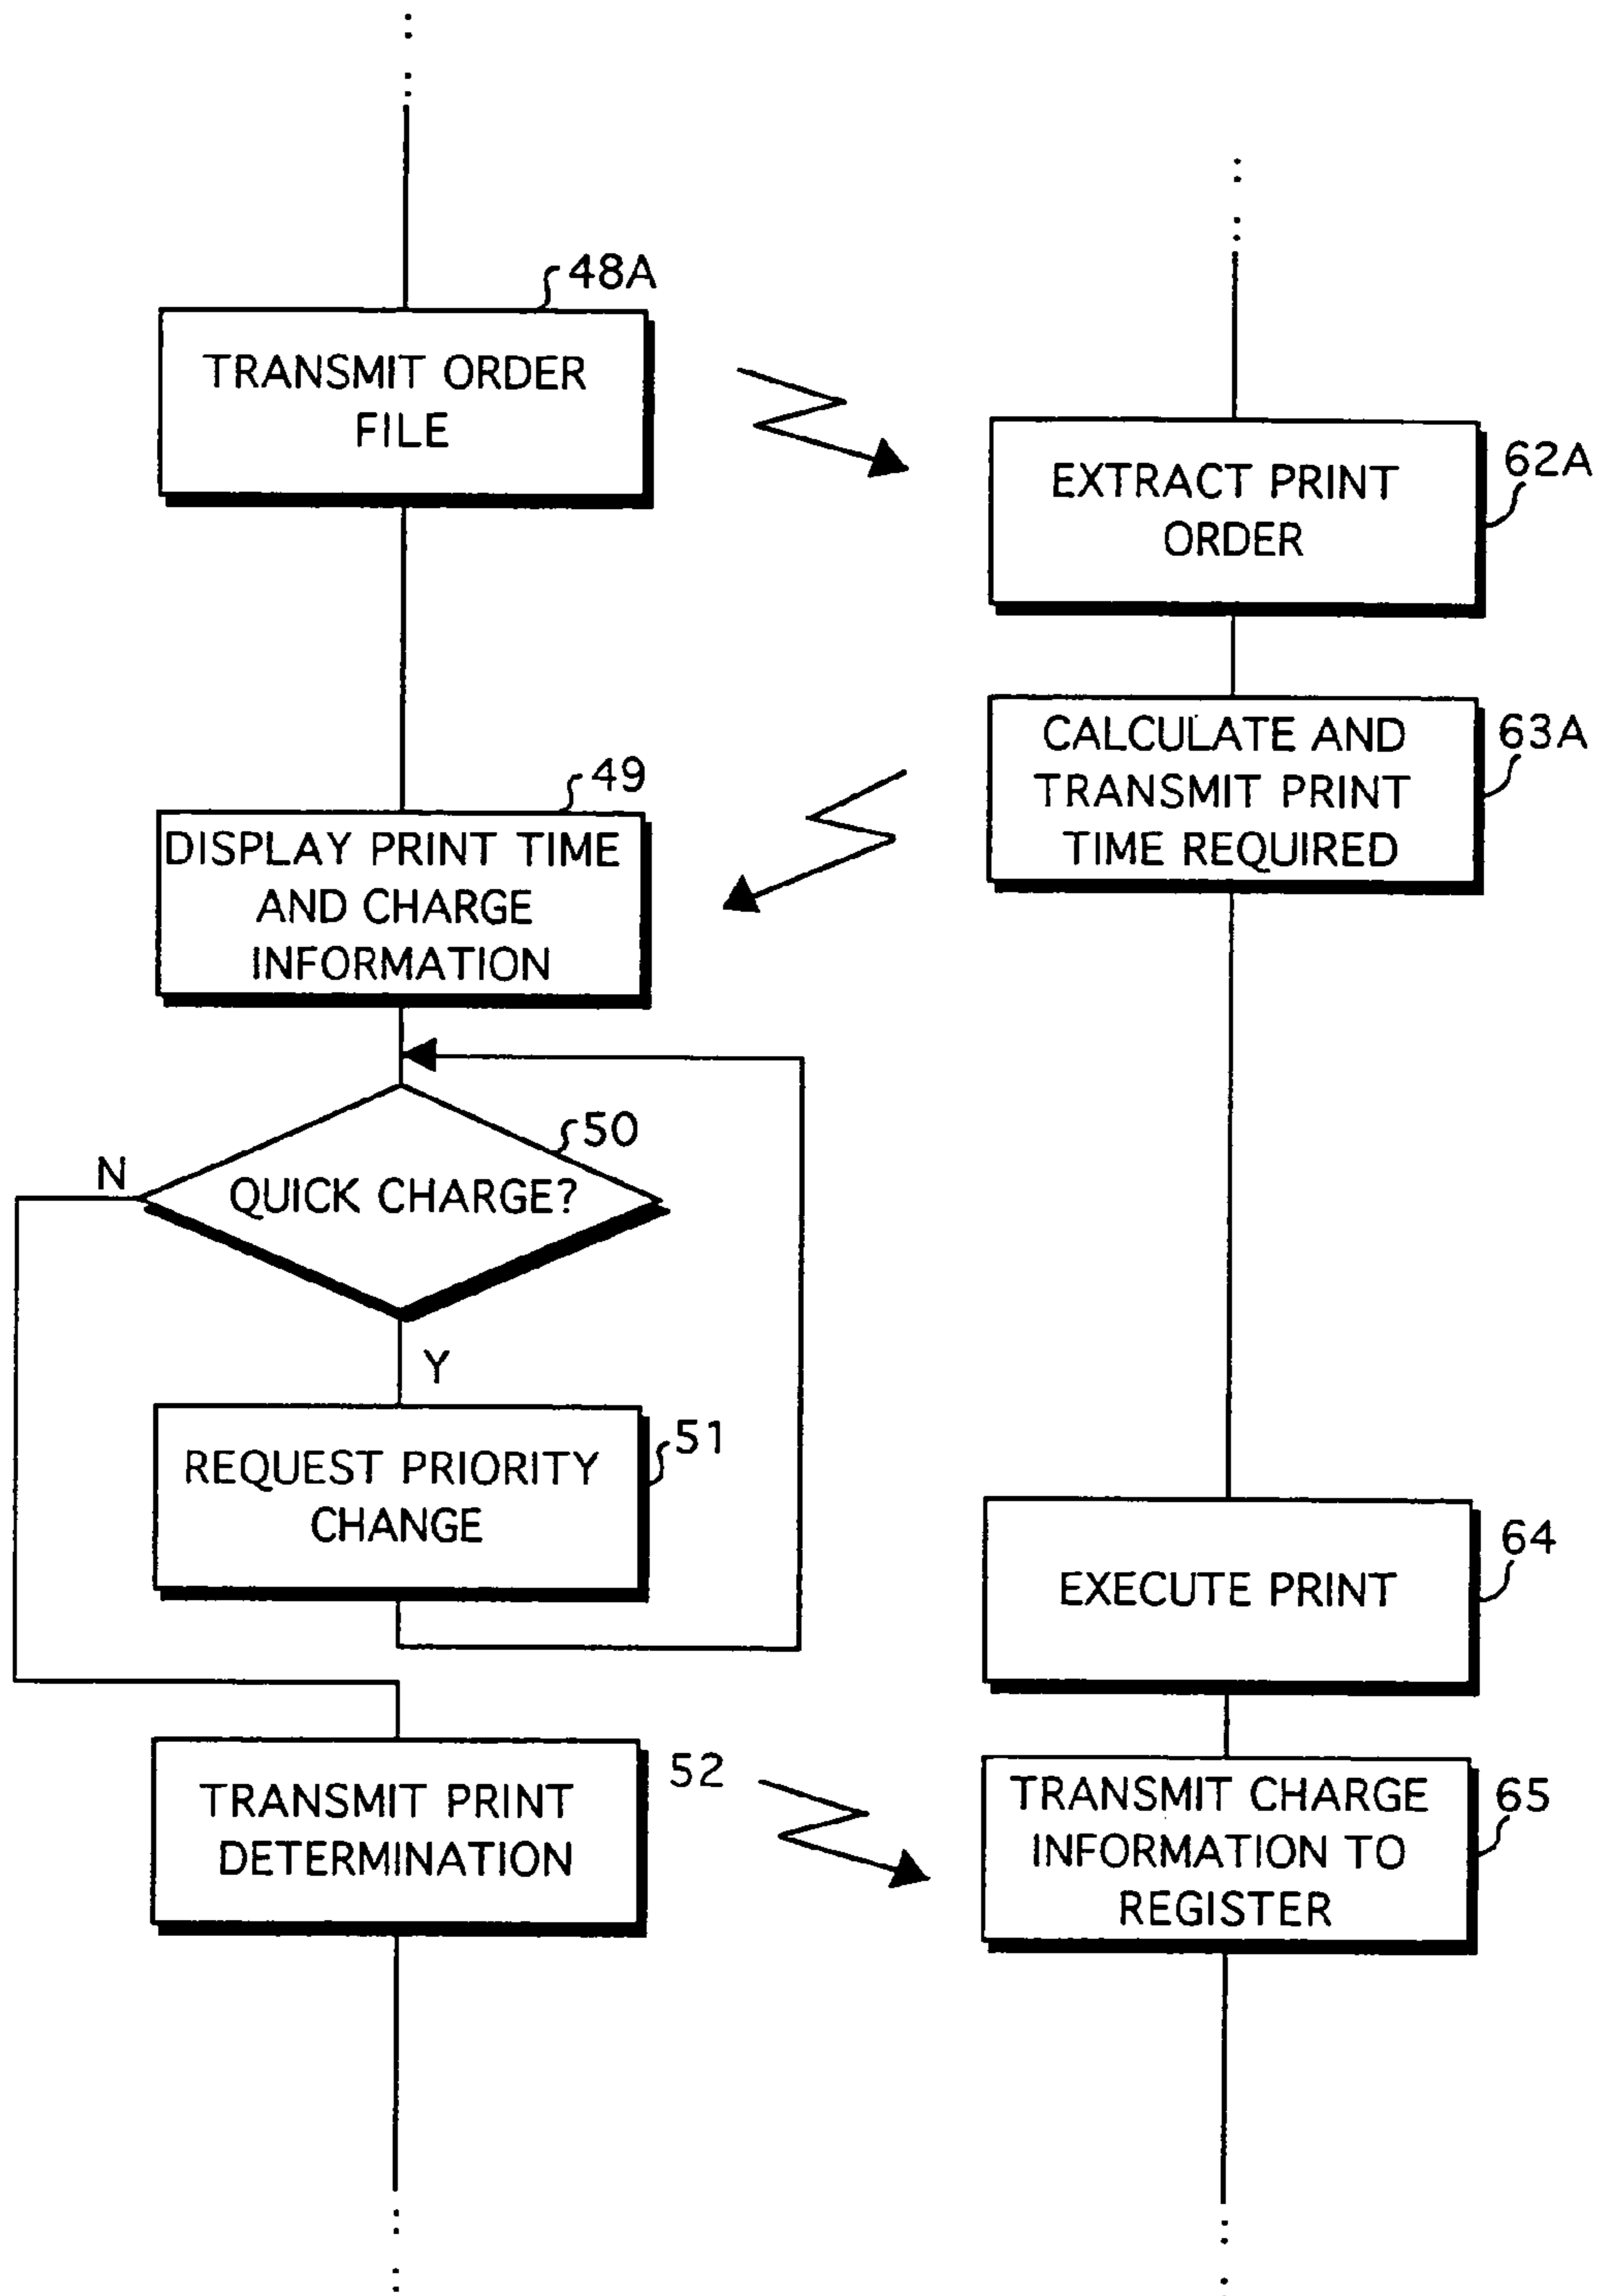 48A
TRANSMIT ORDER
FILE
62A
EXTRACT PRINT
ORDER
63A
CALCULATE AND
TRANSMIT PRINT
TIME REQUIRED
49
DISPLAY PRINT TIME
AND CHARGE
INFORMATION
50
N
QUICK CHARGE?
Y
51
REQUEST PRIORITY
CHANGE
64
EXECUTE PRINT
52
TRANSMIT PRINT
DETERMINATION
65
TRANSMIT CHARGE
INFORMATION TO
REGISTER